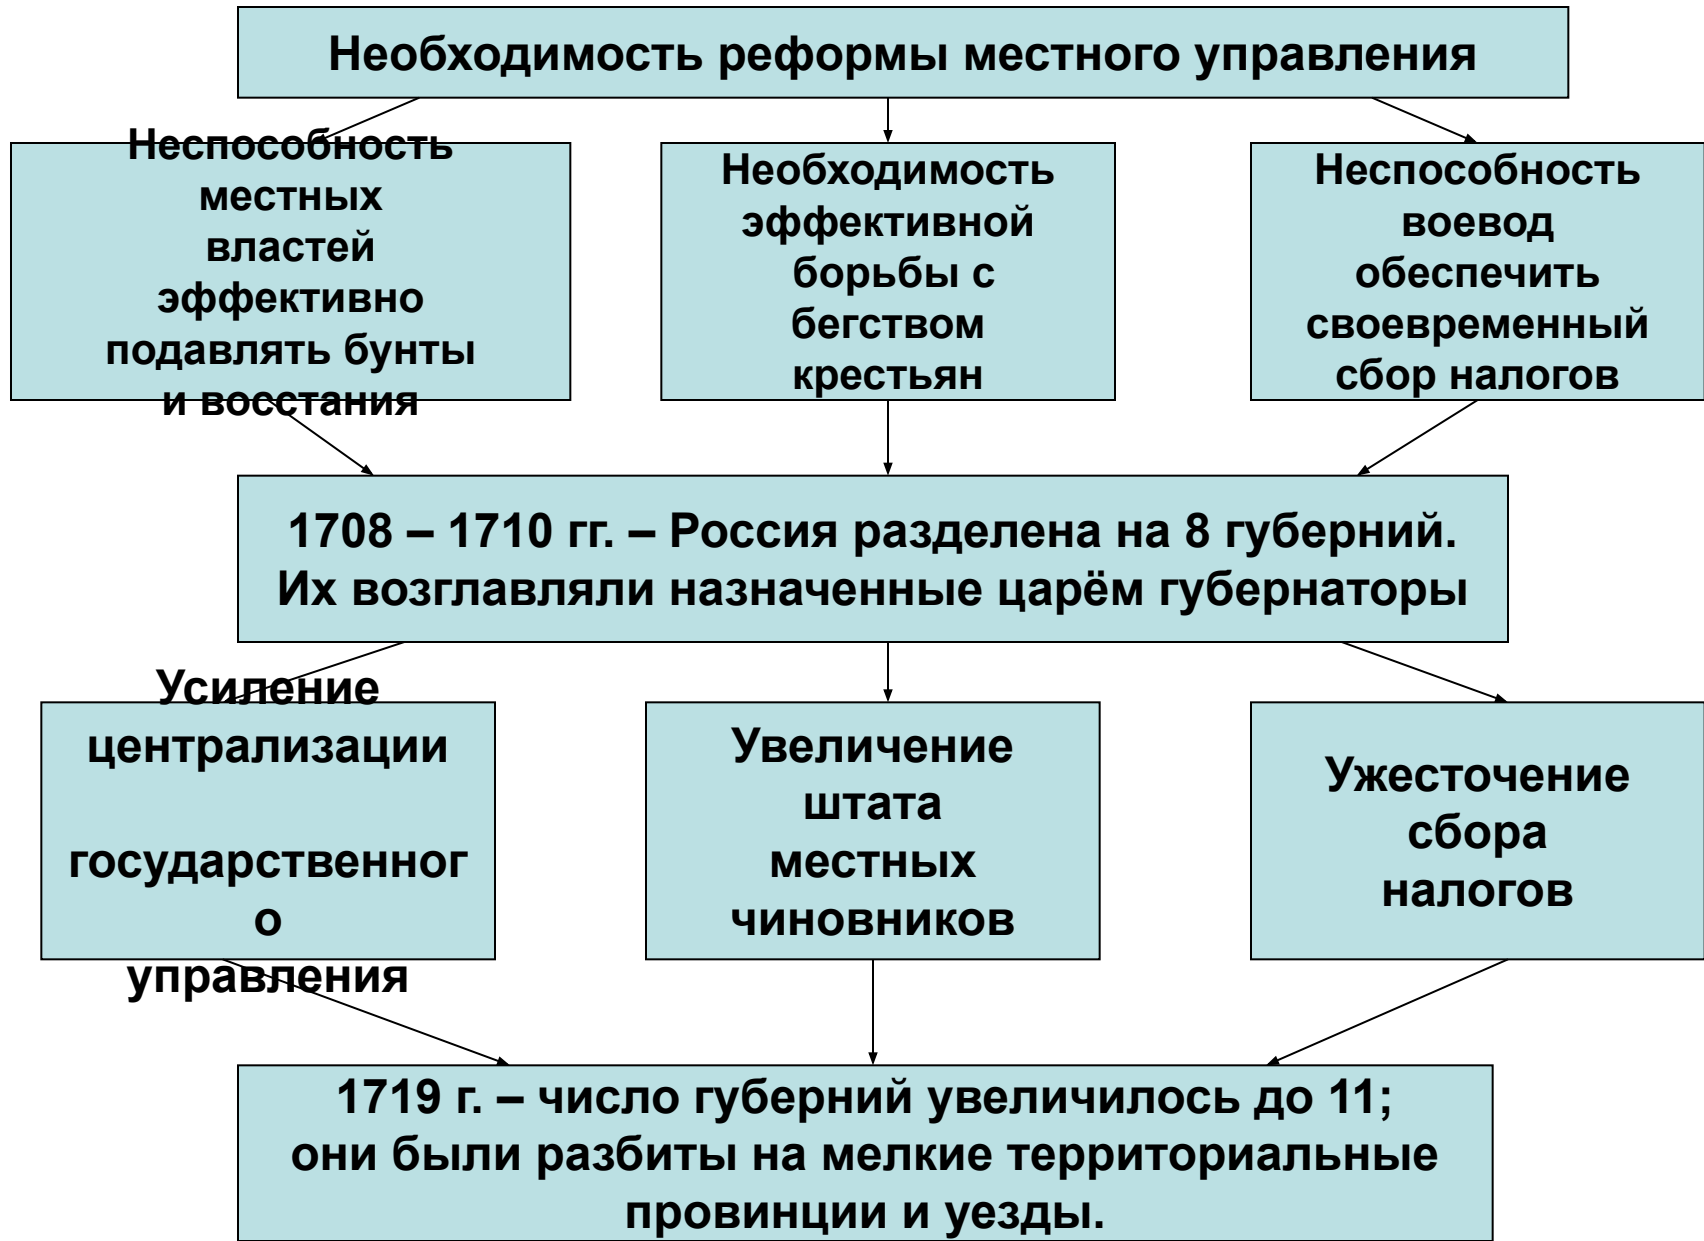 Необходимость реформы местного управления
Неспособность
местных
властей
эффективно
подавлять бунты
и восстания
Необходимость
эффективной
борьбы с
бегством
крестьян
Неспособность
воевод
обеспечить
своевременный
сбор налогов
1708 – 1710 гг. – Россия разделена на 8 губерний.
Их возглавляли назначенные царём губернаторы
Усиление
централизации
государственног
о
управления
Увеличение
штата
местных
чиновников
Ужесточение
сбора
налогов
1719 г. – число губерний увеличилось до 11;
они были разбиты на мелкие территориальные
провинции и уезды.